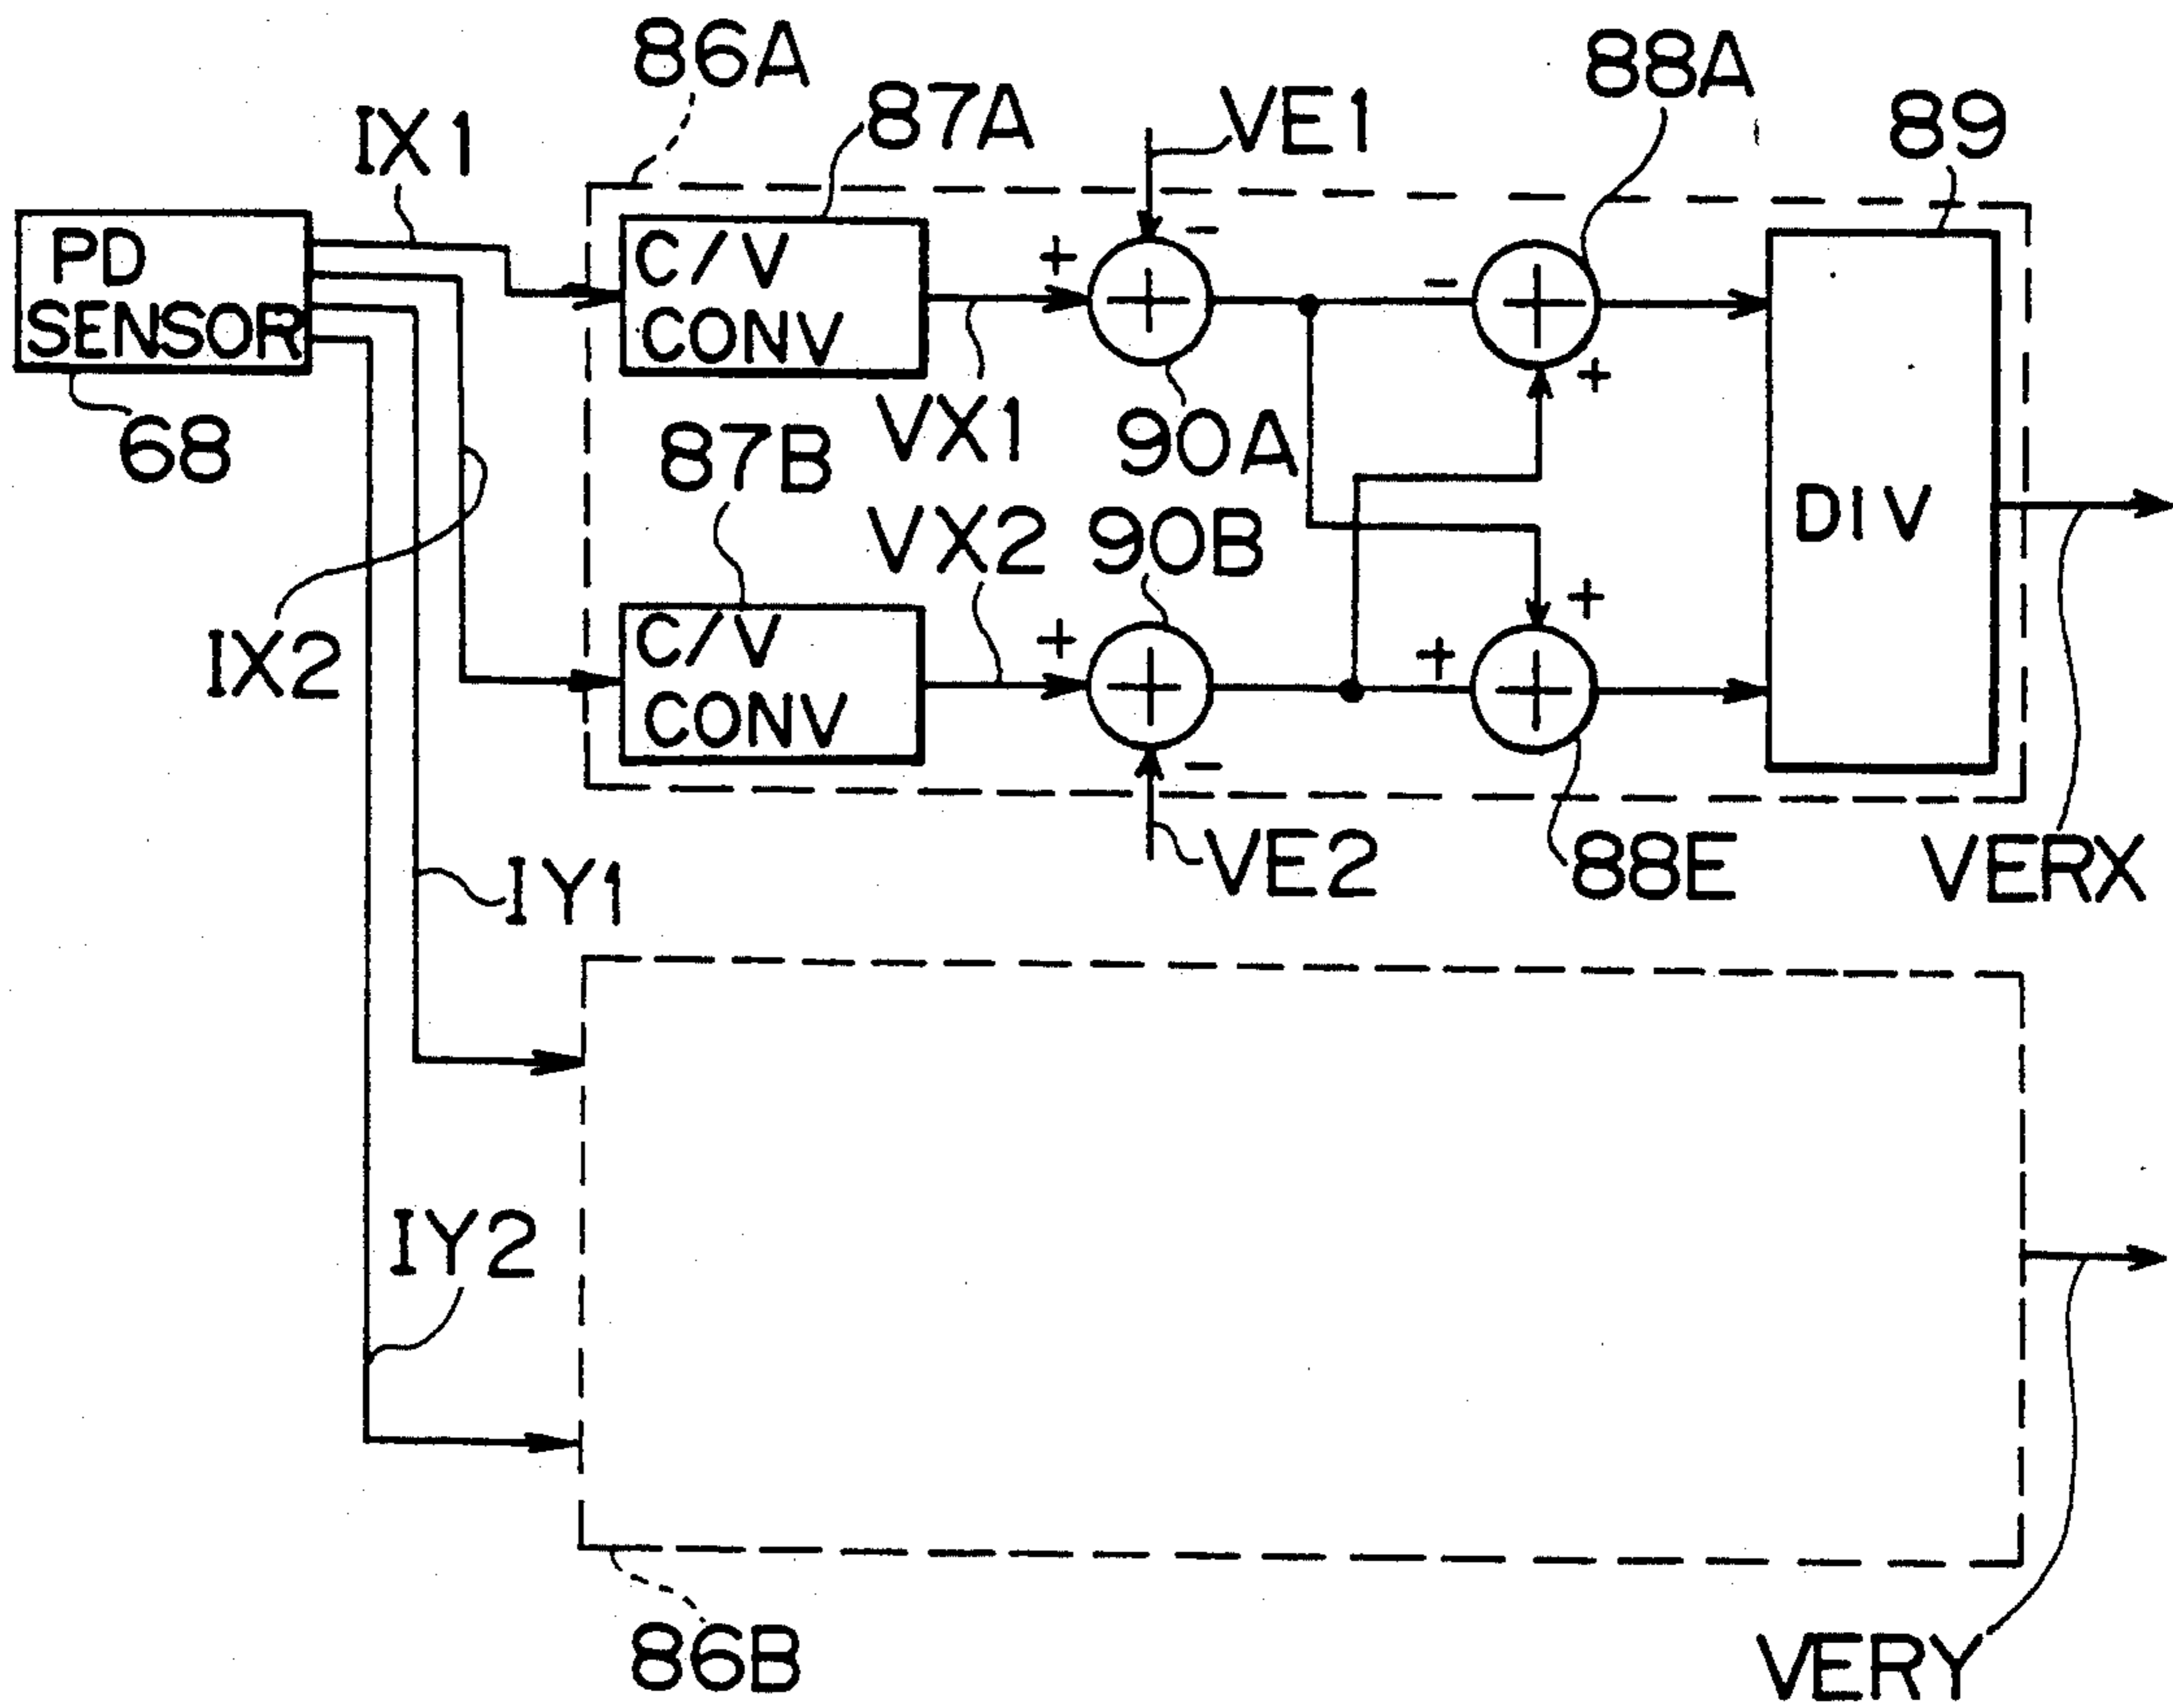 86A
88A
87A
VE1
89
IX1
PD
SENSOR
C/V
CONV
+
-
-
+
68
VX1
90A
87B
VX2
90B
DIV
IX2
C/V
CONV
+
-
+
+
VE2
88E
VERX
IY1
IY2
86B
VERY